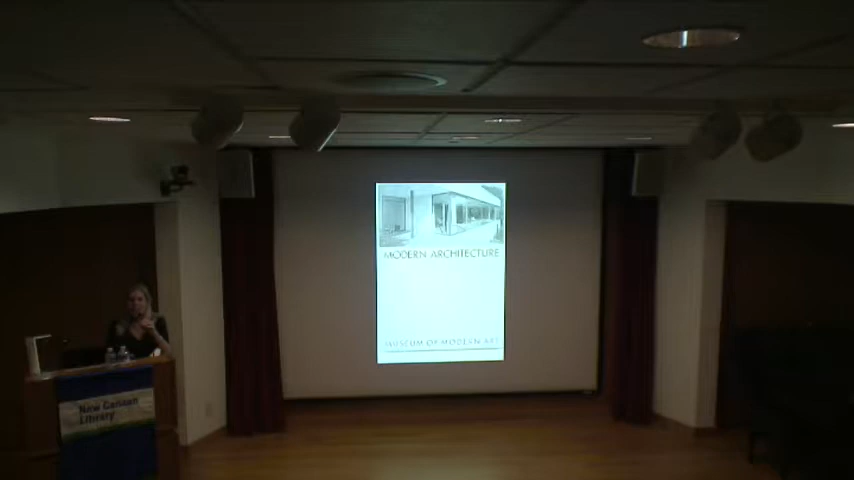 MODERN ARCHITECTURE
MUSEUM OF MODERN ART
New Canaan
Library